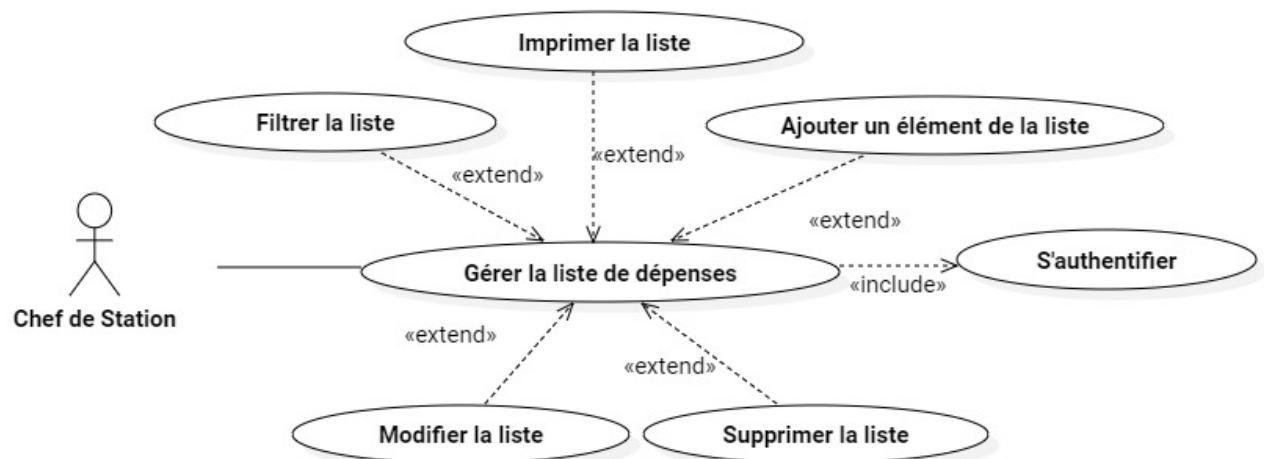 Imprimer la liste
Filtrer la liste
Ajouter un élément de la liste
«extend»
«extend»
«extend»
Gérer la liste de dépenses
S'authentifier
«include»
Chef de Station
«extend»
«extend»
Modifier la liste
Supprimer la liste